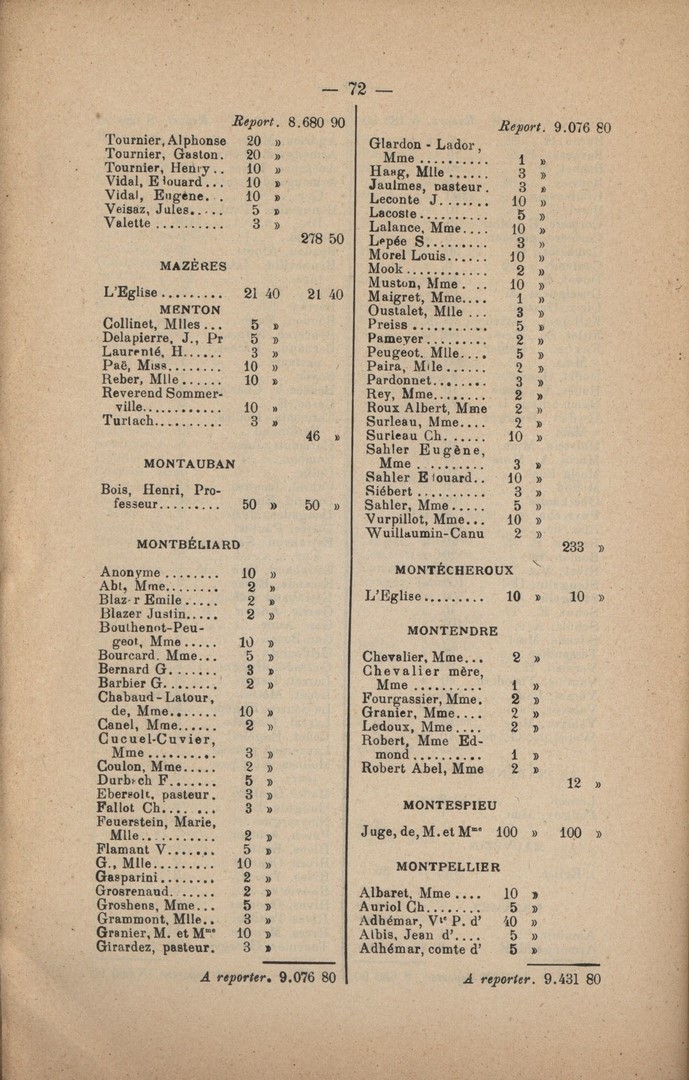 — 72 —
Report. 8.680 90
Tournier, Alphonse 20 »
Tournier, Gaston. 20 »
Tournier, Henry.. 10 »
Vidal, E louard... 10 »
Vidal, Eugène. . 10 »
Veisaz, Jules...... 5 »
Valette .......... 3 »
278 50
MAZÈRES
L'Eglise ......... 21 40 21 40
MENTON
Collinet, Mlles ... 5 »
Delapierre, J., Pr 5 »
Laurenté, H...... 3 »
Paë, Miss........ 10 »
Reber, Mlle ...... 10 »
Reverend Sommer-
ville............ 10 »
Turlach.......... 3 »
46 »
MONTAUBAN
Bois, Henri, Pro-
fesseur......... 50 » 50 »
MONTBÉLIARD
Anonyme ........ 10 »
Abt, Mme........ 2 »
Blaz r Emile ..... 2 »
Blazer Justin..... 2 »
Bouthenot-Peu-
geot, Mme ..... 10 »
Bourcard, Mme... 5 »
Bernard G....... 3 »
Barbier G........ 2 »
Chabaud-Latour,
de, Mme....... 10 »
Canel, Mme...... 2 »
Cucuel-Cuvier,
Mme .......... 3 »
Coulon, Mme..... 2 »
Durbach F....... 5 »
Ebersolt, pasteur. 3 »
Fallot Ch.... ... 3 »
Feuerstein, Marie,
Mlle........... 2 »
Flamant V....... 5 »
G., Mlle......... 10 »
Gasparini........ 2 »
Grosrenaud. ..... 2 »
Groshens, Mme... 5 »
Grammont, Mlle.. 3 »
Granier, M. et Mme 10 »
Girardez, pasteur. 3 »
A reporter. 9.076 80
Report. 9.076 80
Glardon - Lador,
Mme .......... 1 »
Haag, Mlle ...... 3 »
Jaulmes, pasteur. 3 »
Leconte J....... 10 »
Lacoste .......... 5 »
Lalance, Mme.... 10 »
Lepée S......... 3 »
Morel Louis...... 10 »
Mook............ 2 »
Muston, Mme . .. 10 »
Maigret, Mme.... 1 »
Oustalet, Mlle ... 3 »
Preiss ........... 5 »
Pameyer ......... 2 »
Peugeot, Mlle.... 5 »
Paira, Mlle ...... 2 »
Pardonnet........ 3 »
Rey, Mme........ 2 »
Roux Albert, Mme 2 »
Surleau, Mme.... 2 »
Surleau Ch. ...... 10 »
Sahler Eugène,
Mme . ........ 3 »
Sahler E louard.. 10 »
Siébert .......... 3 »
Sahler, Mme ..... 5 »
Vurpillot, Mme... 10 »
Wuillaumin-Canu 2 »
233 »
MONTÉCHEROUX
L'Eglise ......... 10 » 10 »
MONTENDRE
Chevalier, Mme... 2 »
Chevalier mère,
Mme .......... 1 »
Fourgassier, Mme. 2 »
Granier, Mme.... 2 »
Ledoux, Mme .... 2 »
Robert, Mme Ed-
mond .......... 1 »
Robert Abel, Mme 2 »
12 »
MONTESPIEU
Juge, de, M. et Mme 100 » 100 »
MONTPELLIER
Albaret, Mme .... 10 »
Auriol Ch........ 5 »
Adhémar, Vte P. d' 40 »
Albis, Jean d'.... 5 »
Adhémar, comte d' 5 »
A reporter. 9.431 80